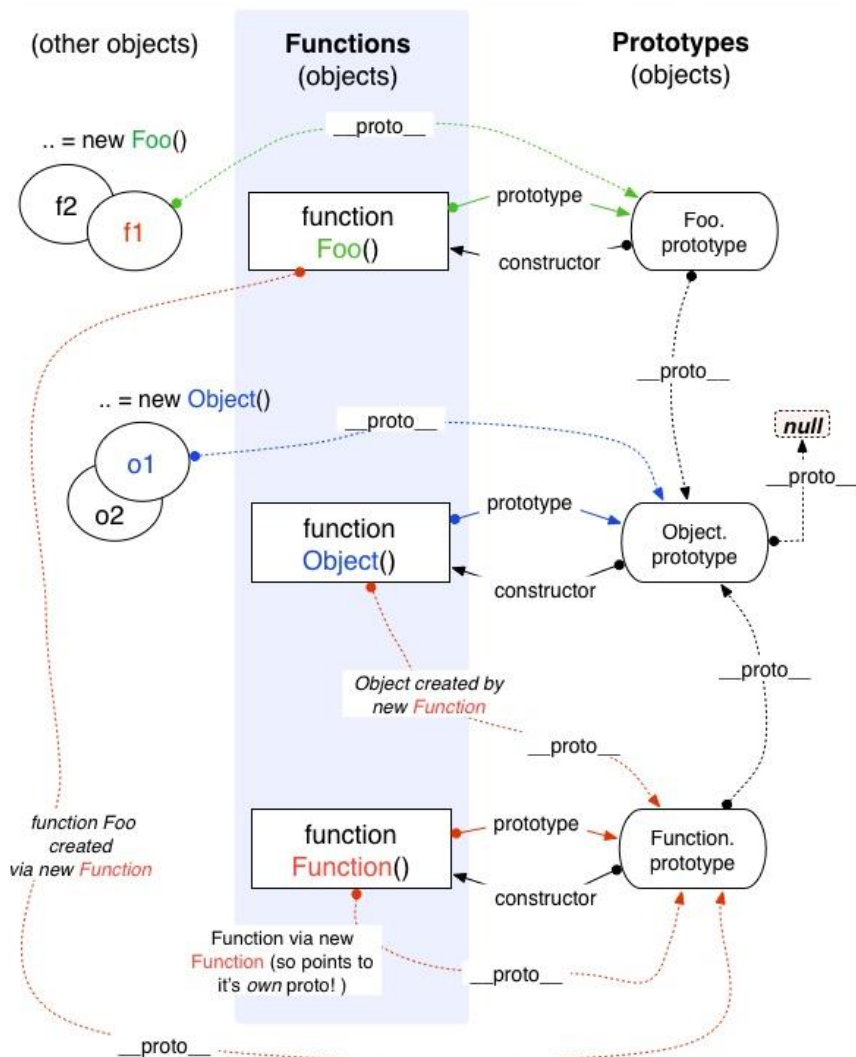 (other objects)
Functions
(objects)
Prototypes
(objects)
__proto__
.. = new Foo()
f2
f1
function
Foo()
prototype
constructor
Foo.
prototype
__proto__
.. = new Object()
__proto__
null
__proto__
o1
o2
function
Object()
prototype
constructor
Object.
prototype
Object created by
new Function
__proto__
__proto__
function Foo
created
via new Function
function
Function()
prototype
constructor
Function.
prototype
Function via new
Function (so points to
it's own proto! )
__proto__
__proto__